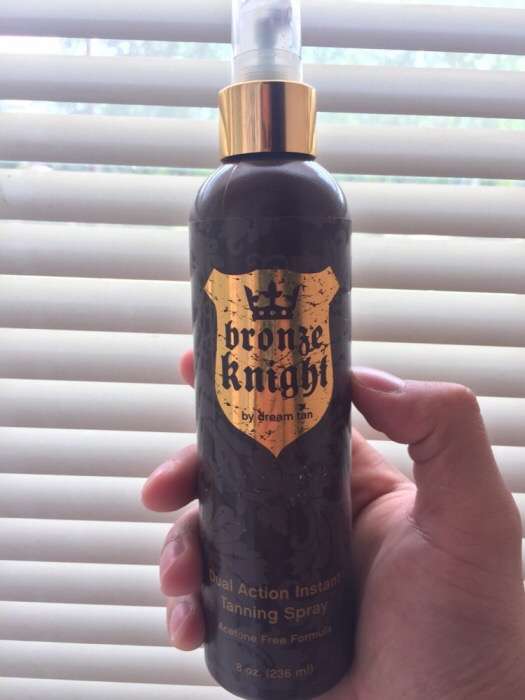 bronze
knight
by dream tan
Dual Action Instant
Tanning Spray
Acetone Free Formula
8 oz. (236 ml)